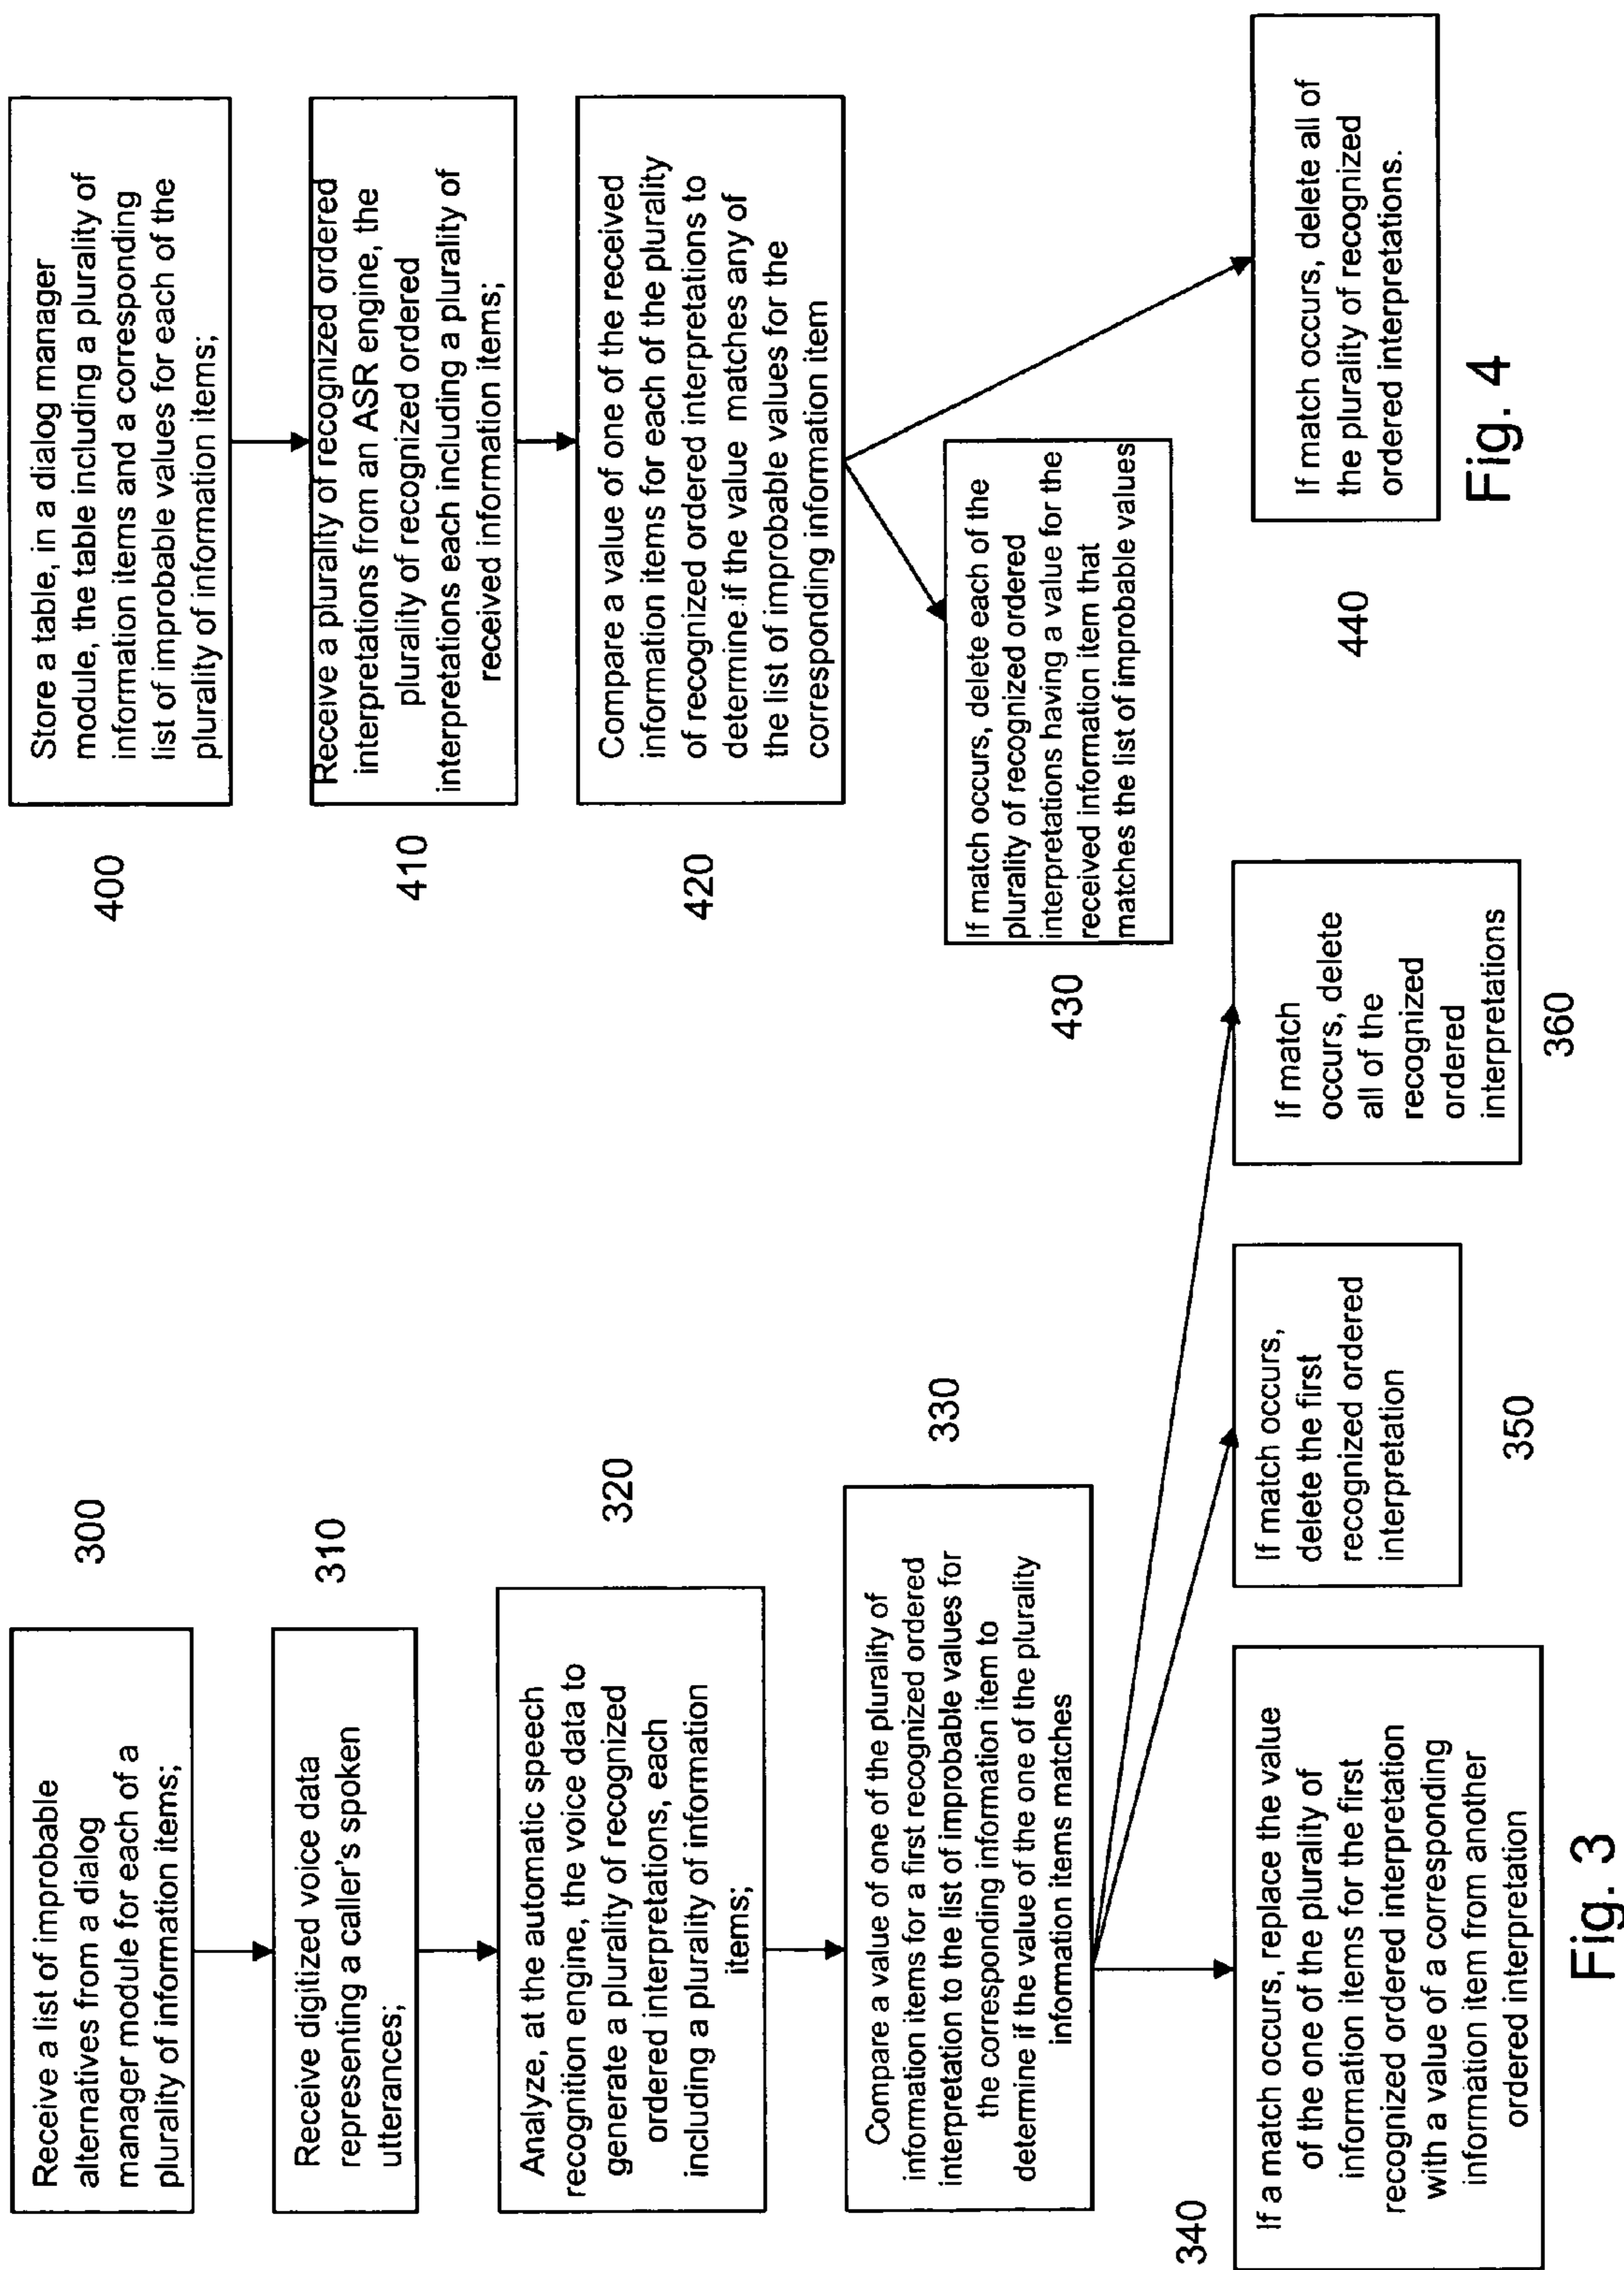 Receive a list of improbable
alternatives from a dialog
manager module for each of a
plurality of information items;
300
Receive digitized voice data
representing a caller's spoken
utterances;
310
Analyze, at the automatic speech
recognition engine, the voice data to
generate a plurality of recognized
ordered interpretations, each
including a plurality of information
items;
320
Compare a value of one of the plurality of
information items for a first recognized ordered
interpretation to the list of improbable values for
the corresponding information item to
determine if the value of the one of the plurality
information items matches
330
340
If a match occurs, replace the value
of the one of the plurality of
information items for the first
recognized ordered interpretation
with a value of a corresponding
information item from another
ordered interpretation
If match occurs,
delete the first
recognized ordered
interpretation
350
If match
occurs, delete
all of the
recognized
ordered
interpretations
360
Fig. 3
400
Store a table, in a dialog manager
module, the table including a plurality of
information items and a corresponding
list of improbable values for each of the
plurality of information items;
410
Receive a plurality of recognized ordered
interpretations from an ASR engine, the
plurality of recognized ordered
interpretations each including a plurality of
received information items;
420
Compare a value of one of the received
information items for each of the plurality
of recognized ordered interpretations to
determine if the value matches any of
the list of improbable values for the
corresponding information item
430
If match occurs, delete each of the
plurality of recognized ordered
interpretations having a value for the
received information item that
matches the list of improbable values
440
If match occurs, delete all of
the plurality of recognized
ordered interpretations.
Fig. 4